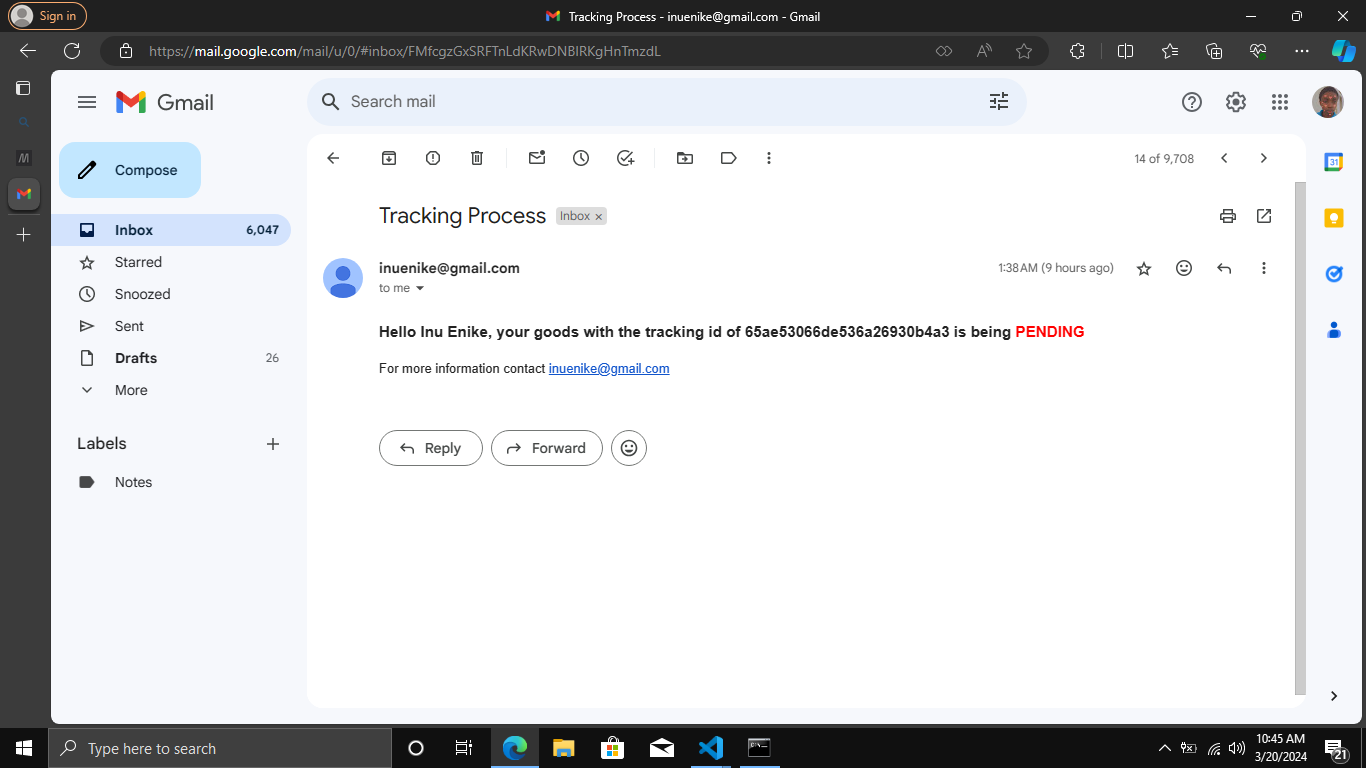 Sign in
Tracking Process - inuenike@gmail.com - Gmail
https://mail.google.com/mail/u/0/#inbox/FMfcgzGxSRFTnLdKRwDNBIRKgHnTmzdL
Gmail
Search mail
Compose
14 of 9,708
31
Tracking Process
Inbox ×
Inbox 6,047
Starred
Snoozed
Sent
Drafts 26
More
Labels
Notes
inuenike@gmail.com
1:38 AM (9 hours ago)
to me
Hello Inu Enike, your goods with the tracking id of 65ae53066de536a26930b4a3 is being PENDING
For more information contact inuenike@gmail.com
Reply
Forward
Type here to search
10:45 AM
3/20/2024
21